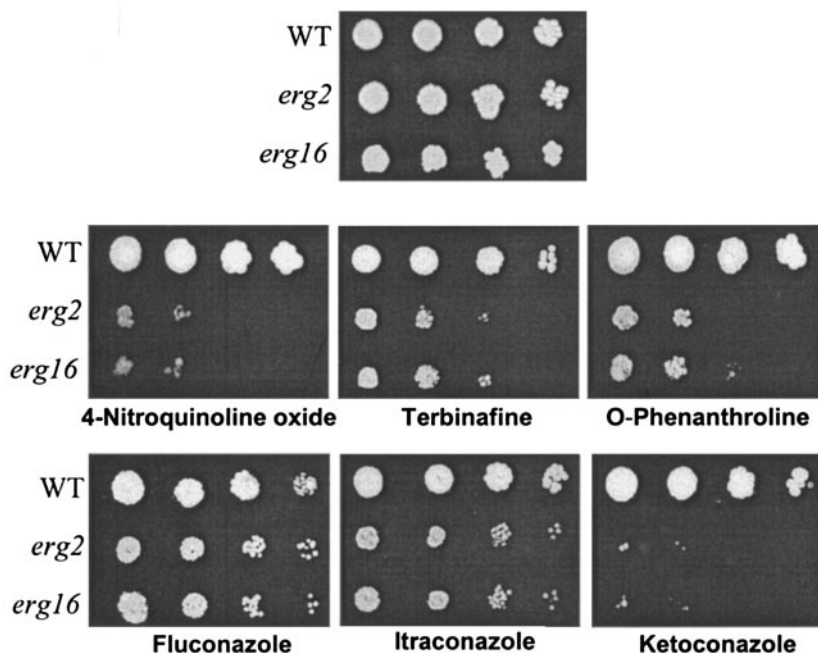 WT
erg2
erg16
WT
erg2
erg16
4-Nitroquinoline oxide Terbinafine O-Phenanthroline
WT
erg2
erg16
Fluconazole Itraconazole Ketoconazole